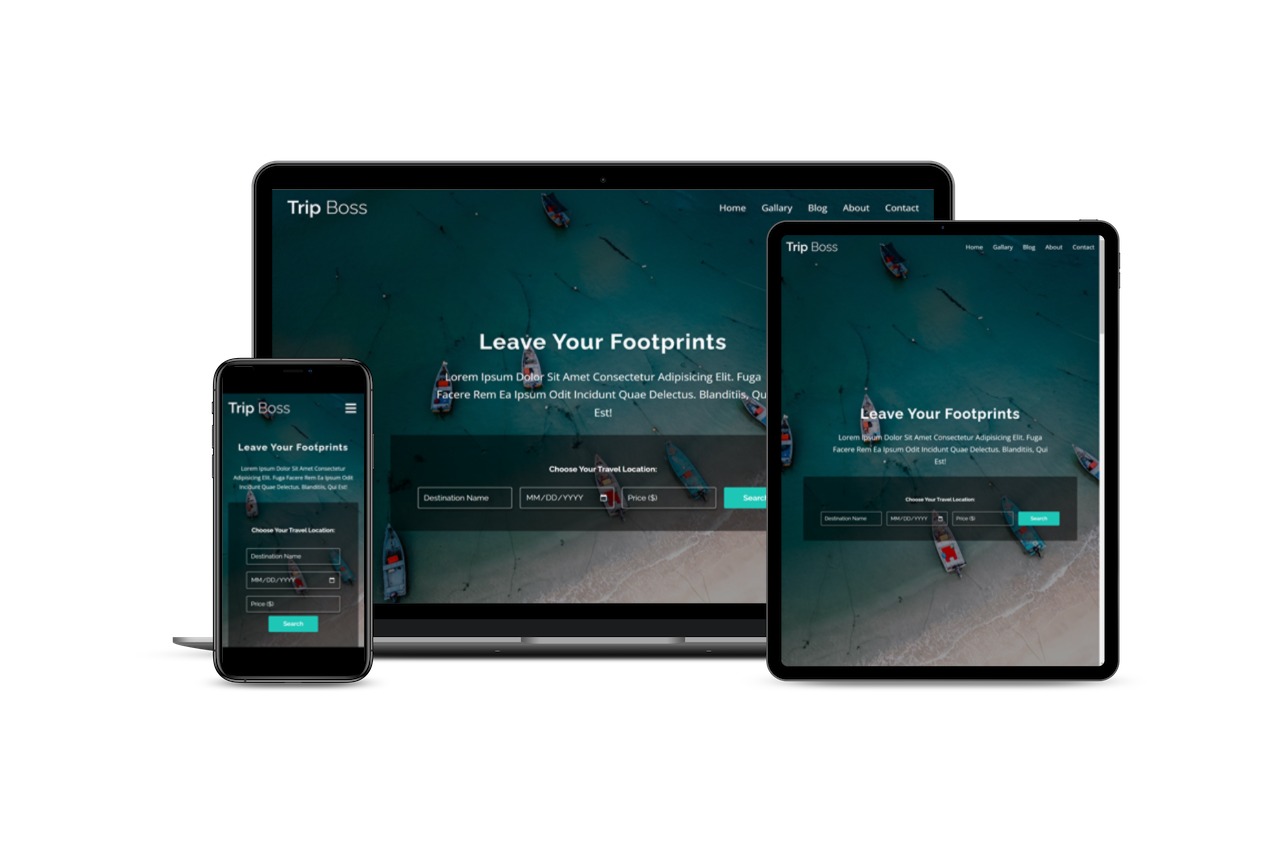 Trip Boss
Home Gallary Blog About Contact
Leave Your Footprints
Lorem Ipsum Dolor Sit Amet Consectetur Adipisicing Elit. Fuga
Facere Rem Ea Ipsum Odit Incidunt Quae Delectus. Blanditiis, Qu
Est!
Choose Your Travel Location:
Destination Name MM/DD/YYYY Price ($) Search
Trip Boss
Leave Your Footprints
Lorem Ipsum Dolor Sit Amet Consectetur
Adipisicing Elit. Fuga Facere Rem Ea Ipsum Odit
Incidunt Quae Delectus. Blanditiis, Qui Est!
Choose Your Travel Location:
Destination Name
MM/DD/YYYY
Price ($)
Search
Trip Boss
Home Gallary Blog About Contact
Leave Your Footprints
Lorem Ipsum Dolor Sit Amet Consectetur Adipisicing Elit. Fuga
Facere Rem Ea Ipsum Odit Incidunt Quae Delectus. Blanditiis, Qui
Est!
Choose Your Travel Location:
Destination Name MM/DD/YYYY Price ($) Search